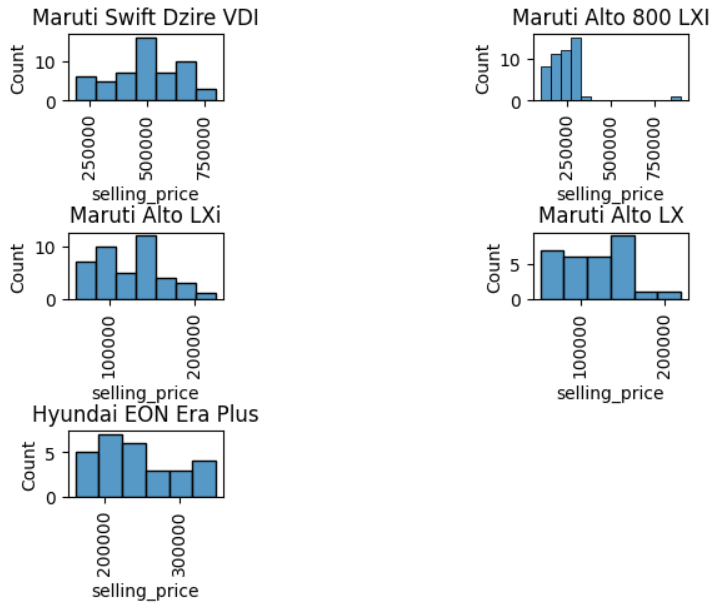 Maruti Swift Dzire VDI
Count
10
0
250000
500000
750000
selling_price
Maruti Alto 800 LXI
Count
10
0
250000
500000
750000
selling_price
Maruti Alto LXi
Count
10
0
100000
200000
selling_price
Maruti Alto LX
Count
5
0
100000
200000
selling_price
Hyundai EON Era Plus
Count
5
0
200000
300000
selling_price